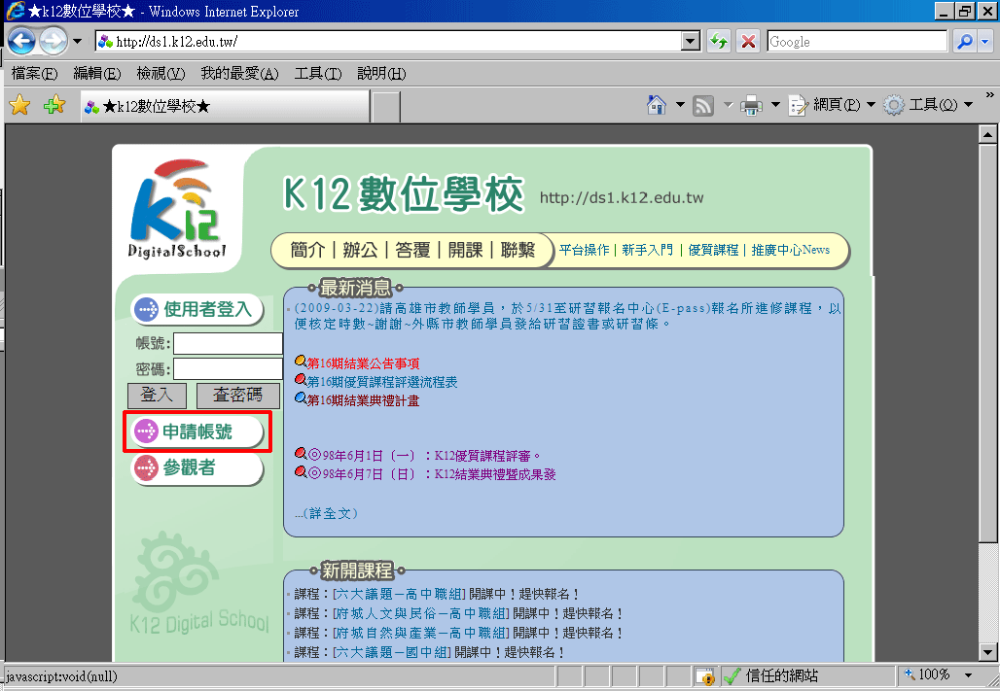 ★k12數位學校★ - Windows Internet Explorer
http://ds1.k12.edu.tw/
Google
檔案(F) 編輯(E) 檢視(V) 我的最愛(A) 工具(T) 說明(H)
★k12數位學校★
網頁(P) 工具(O)
K12
DigitalSchool
K12 數位學校 http://ds1.k12.edu.tw
簡介|辦公|答覆|開課|聯繫 平台操作|新手入門|優質課程|推廣中心News
使用者登入
帳號:
密碼:
登入 查密碼
申請帳號
參觀者
K12 Digital School
最新消息
(2009-03-22)請高雄市教師學員，於5/31至研習報名中心(E-pass)報名所進修課程，以
便核定時數~謝謝~外縣市教師學員發給研習證書或研習條。
第16期結業公告事項
第16期優質課程評選流程表
第16期結業典禮計畫
◎98年6月1日〔一〕：K12優質課程評審。
◎98年6月7日〔日〕：K12結業典禮暨成果發
...(詳全文)
新開課程
課程：[六大議題－高中職組] 開課中！趕快報名！
課程：[府城人文與民俗－高中職組] 開課中！趕快報名！
課程：[府城自然與產業－高中職組] 開課中！趕快報名！
課程：[六大議題－國中組] 開課中！趕快報名！
javascript:void(null)
信任的網站
100%